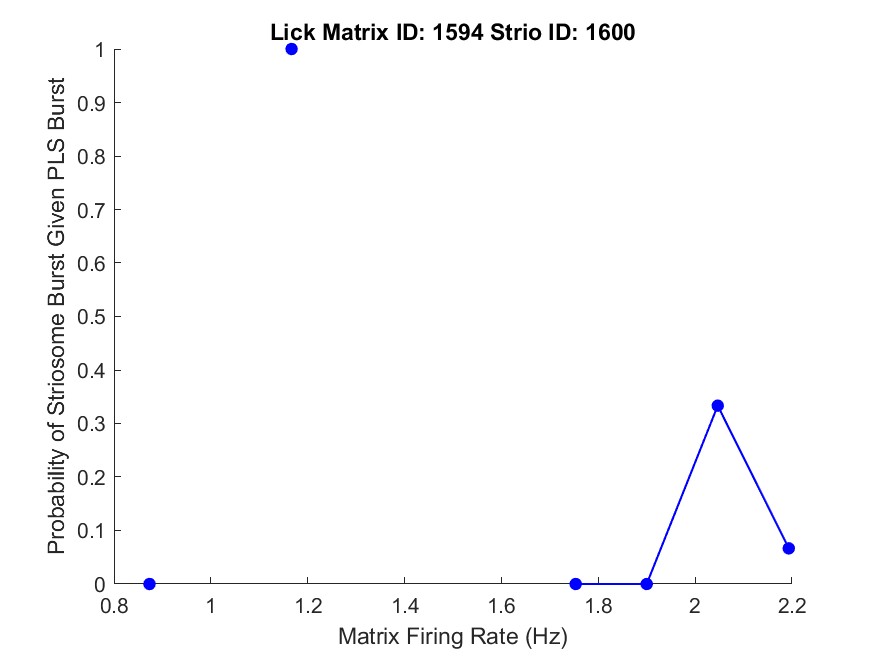 Lick Matrix ID: 1594 Strio ID: 1600
Probability of Striosome Burst Given PLS Burst
1
0.9
0.8
0.7
0.6
0.5
0.4
0.3
0.2
0.1
0
0.8 1 1.2 1.4 1.6 1.8 2 2.2
Matrix Firing Rate (Hz)